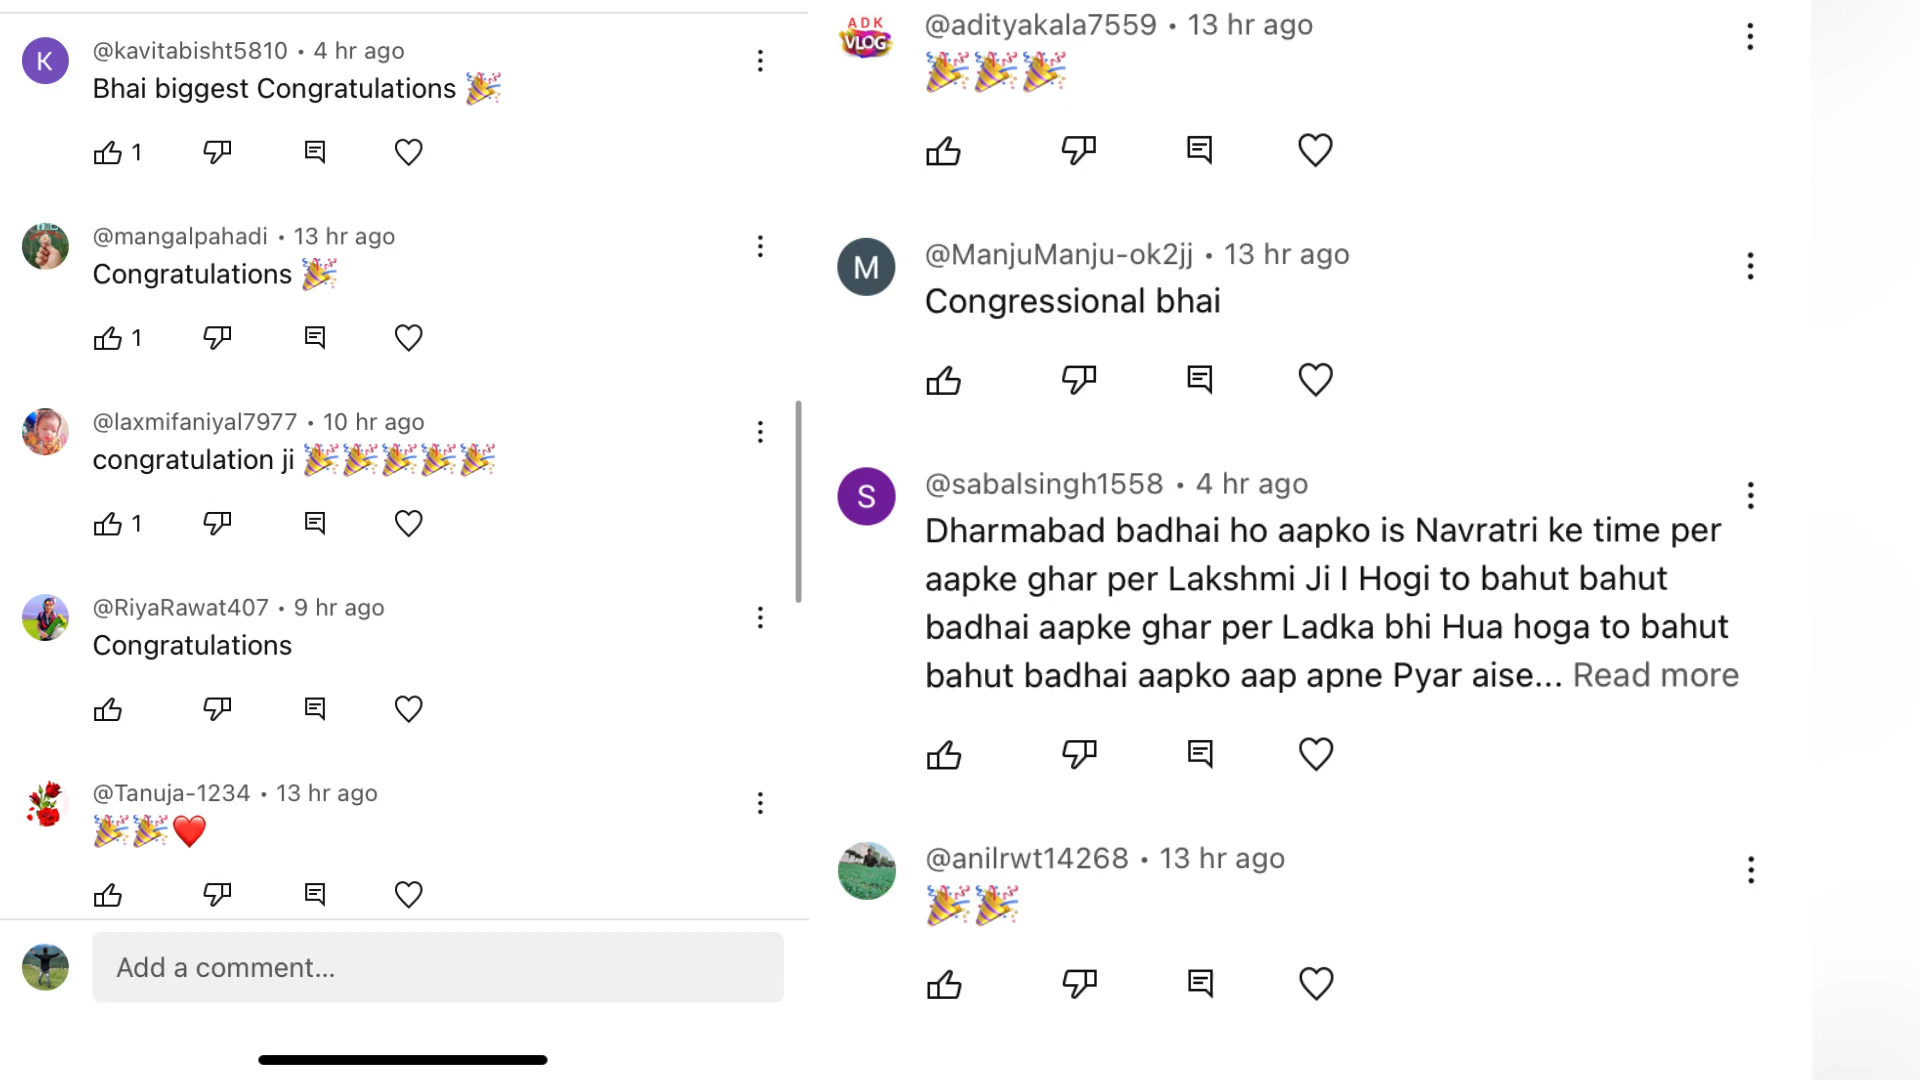 K
@kavitabisht5810 • 4 hr ago
Bhai biggest Congratulations 🎉
1
@mangalpahadi • 13 hr ago
Congratulations 🎉
1
@laxmifaniyal7977 • 10 hr ago
congratulation ji 🎉🎉🎉🎉🎉
1
@RiyaRawat407 • 9 hr ago
Congratulations
@Tanuja-1234 • 13 hr ago
🎉🎉❤️
Add a comment...
ADK
VLOG
@adityakala7559 • 13 hr ago
🎉🎉🎉
M
@ManjuManju-ok2jj • 13 hr ago
Congressional bhai
S
@sabalsingh1558 • 4 hr ago
Dharmabad badhai ho aapko is Navratri ke time per
aapke ghar per Lakshmi Ji I Hogi to bahut bahut
badhai aapke ghar per Ladka bhi Hua hoga to bahut
bahut badhai aapko aap apne Pyar aise... Read more
@anilrwt14268 • 13 hr ago
🎉🎉